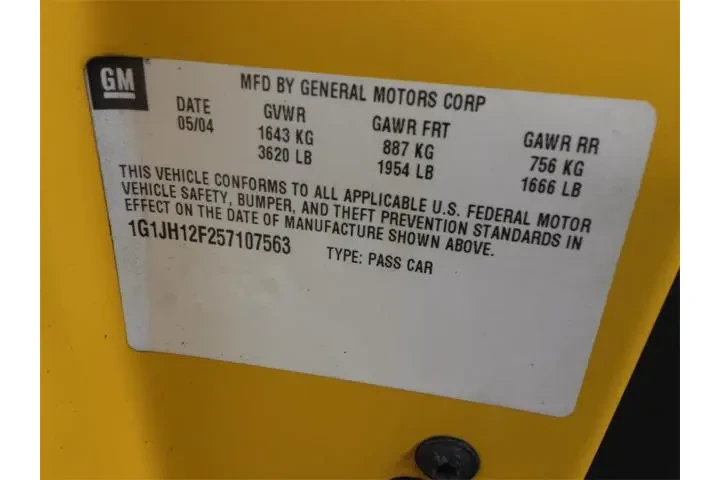 GM
MFD BY GENERAL MOTORS CORP
DATE GVWR GAWR FRT GAWR RR
05/04 1643 KG 887 KG 756 KG
3620 LB 1954 LB 1666 LB
THIS VEHICLE CONFORMS TO ALL APPLICABLE U.S. FEDERAL MOTOR
VEHICLE SAFETY, BUMPER, AND THEFT PREVENTION STANDARDS IN
EFFECT ON THE DATE OF MANUFACTURE SHOWN ABOVE.
1G1JH12F257107563 TYPE: PASS CAR